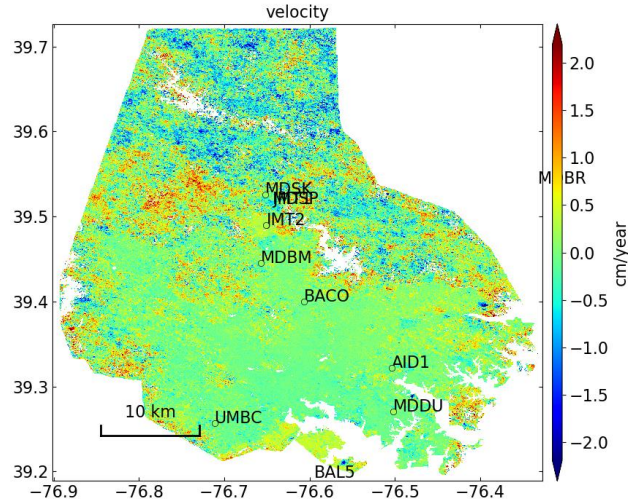 velocity
39.7
39.6
39.5
39.4
39.3
39.2
−76.9
−76.8
−76.7
−76.6
−76.5
−76.4
MDSK
JMT2
MDBM
BACO
AID1
MDDU
UMBC
BAL5
10 km
2.0
1.5
1.0
0.5
0.0
−0.5
−1.0
−1.5
−2.0
cm/year